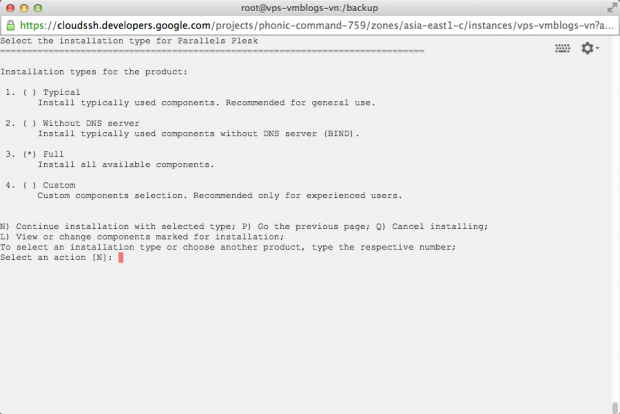 root@vps-vmblogs-vn:/backup
https://cloudssh.developers.google.com/projects/phonic-command-759/zones/asia-east1-c/instances/vps-vmblogs-vn?a...
Select the installation type for Parallels Plesk
================================================================================
Installation types for the product:
1. ( ) Typical
Install typically used components. Recommended for general use.
2. ( ) Without DNS server
Install typically used components without DNS server (BIND).
3. (*) Full
Install all available components.
4. ( ) Custom
Custom components selection. Recommended only for experienced users.
N) Continue installation with selected type; P) Go the previous page; Q) Cancel installing;
L) View or change components marked for installation;
To select an installation type or choose another product, type the respective number;
Select an action [N]: